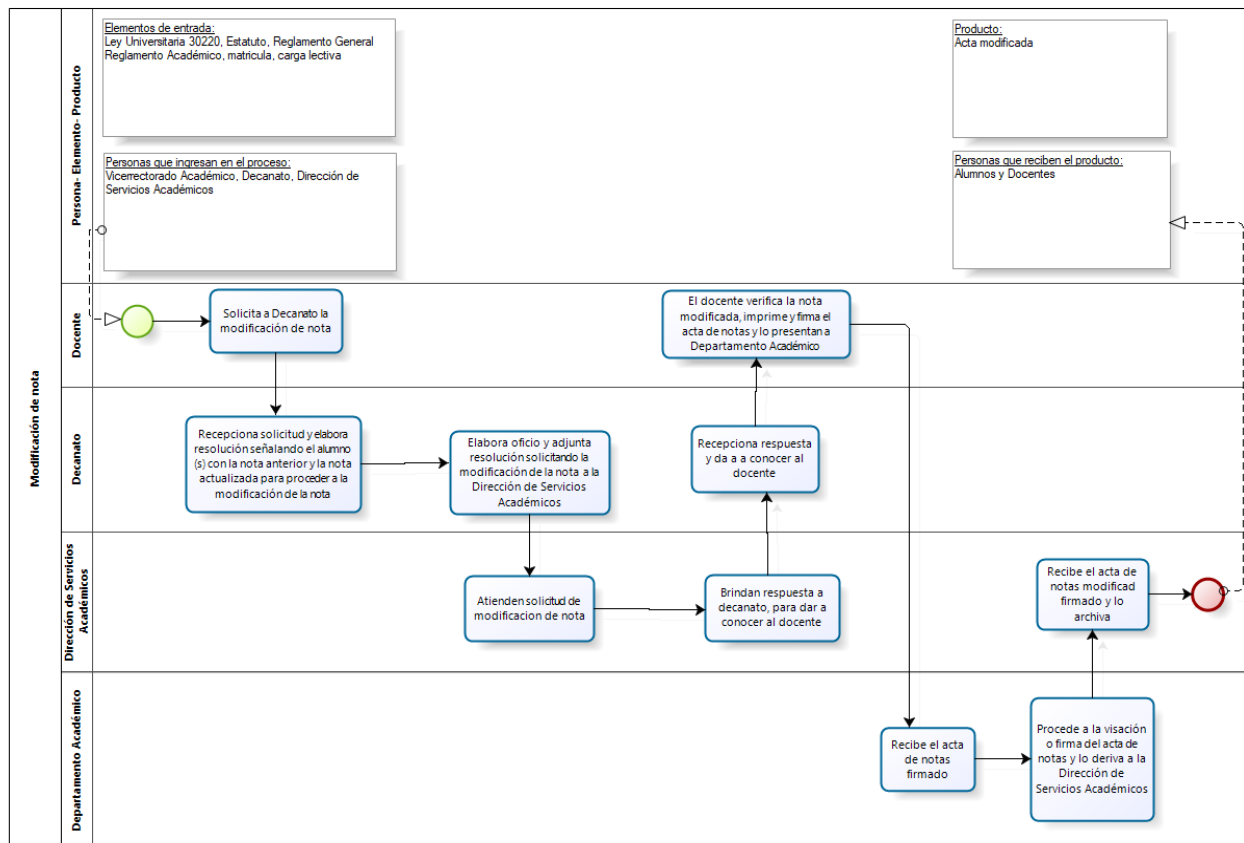 Modificación de nota
Persona- Elemento- Producto
Elementos de entrada:
Ley Universitaria 30220, Estatuto, Reglamento General
Reglamento Académico, matricula, carga lectiva
Producto:
Acta modificada
Personas que ingresan en el proceso:
Vicerrectorado Académico, Decanato, Dirección de
Servicios Académicos
Personas que reciben el producto:
Alumnos y Docentes
Docente
Solicita a Decanato la
modificación de nota
El docente verifica la nota
modificada, imprime y firma el
acta de notas y lo presentan a
Departamento Académico
Decanato
Recepciona solicitud y elabora
resolución señalando el alumno
(s) con la nota anterior y la nota
actualizada para proceder a la
modificación de la nota
Elabora oficio y adjunta
resolución solicitando la
modificación de la nota a la
Dirección de Servicios
Académicos
Recepciona respuesta
y da a a conocer al
docente
Dirección de Servicios
Académicos
Atienden solicitud de
modificacion de nota
Brindan respuesta a
decanato, para dar a
conocer al docente
Recibe el acta de
notas modificad
firmado y lo
archiva
Departamento Académico
Recibe el acta
de notas
firmado
Procede a la visación
o firma del acta de
notas y lo deriva a la
Dirección de
Servicios Académicos